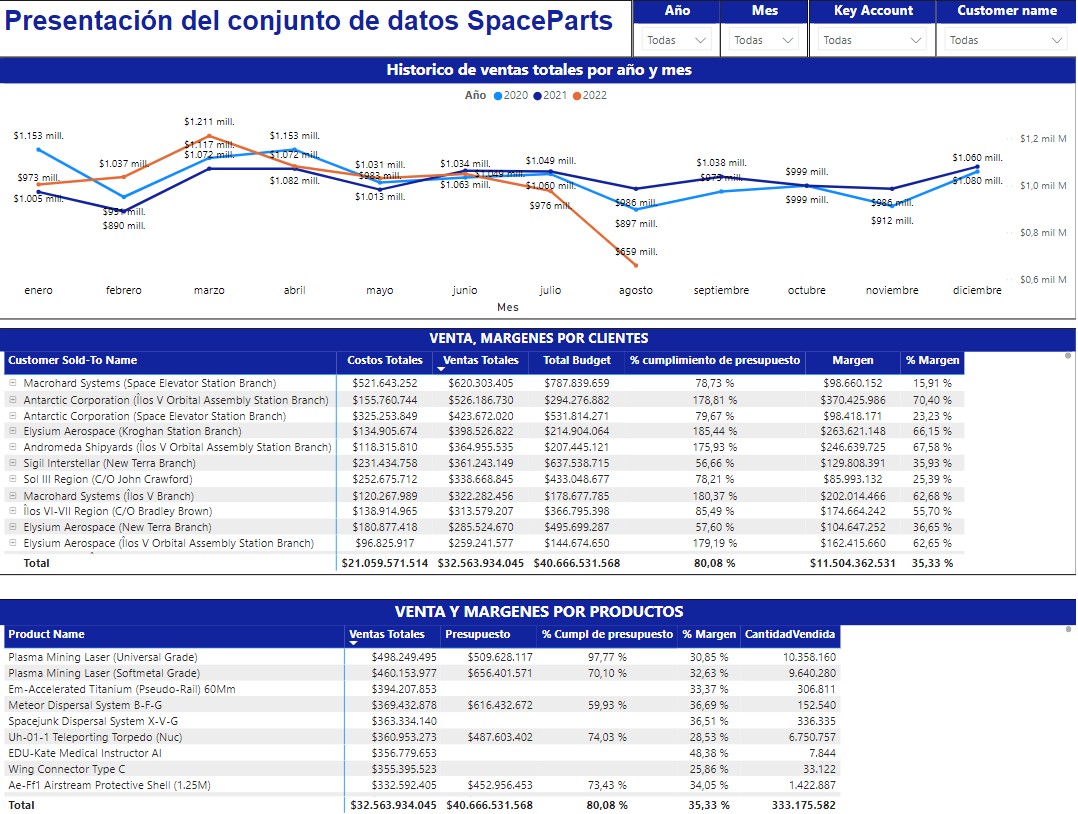 Presentación del conjunto de datos SpaceParts
Año Mes Key Account Customer name
Todas Todas Todas Todas
Historico de ventas totales por año y mes
Año 2020 2021 2022
$1.153 mill. $973 mill. $1.005 mill.
$1.037 mill. $951 mill. $890 mill.
$1.211 mill. $1.117 mill. $1.072 mill.
$1.153 mill. $1.072 mill. $1.082 mill.
$1.031 mill. $983 mill. $1.013 mill.
$1.034 mill. $1.049 mill. $1.063 mill.
$1.049 mill. $1.060 mill. $976 mill.
$986 mill. $897 mill. $659 mill.
$1.038 mill. $973 mill.
$999 mill. $999 mill.
$986 mill. $912 mill.
$1.060 mill. $1.080 mill.
$1,2 mil M
$1,0 mil M
$0,8 mil M
$0,6 mil M
enero febrero marzo abril mayo junio julio agosto septiembre octubre noviembre diciembre
Mes
VENTA, MARGENES POR CLIENTES
Customer Sold-To Name Costos Totales Ventas Totales Total Budget % cumplimiento de presupuesto Margen % Margen
Macrohard Systems (Space Elevator Station Branch) $521.643.252 $620.303.405 $787.839.659 78,73 % $98.660.152 15,91 %
Antarctic Corporation (Îlos V Orbital Assembly Station Branch) $155.760.744 $526.186.730 $294.276.882 178,81 % $370.425.986 70,40 %
Antarctic Corporation (Space Elevator Station Branch) $325.253.849 $423.672.020 $531.814.271 79,67 % $98.418.171 23,23 %
Elysium Aerospace (Kroghan Station Branch) $134.905.674 $398.526.822 $214.904.064 185,44 % $263.621.148 66,15 %
Andromeda Shipyards (Îlos V Orbital Assembly Station Branch) $118.315.810 $364.955.535 $207.445.121 175,93 % $246.639.725 67,58 %
Sigil Interstellar (New Terra Branch) $231.434.758 $361.243.149 $637.538.715 56,66 % $129.808.391 35,93 %
Sol III Region (C/O John Crawford) $252.675.712 $338.668.845 $433.048.677 78,21 % $85.993.132 25,39 %
Macrohard Systems (Îlos V Branch) $120.267.989 $322.282.456 $178.677.785 180,37 % $202.014.466 62,68 %
Îlos VI-VII Region (C/O Bradley Brown) $138.914.965 $313.579.207 $366.795.398 85,49 % $174.664.242 55,70 %
Elysium Aerospace (New Terra Branch) $180.877.418 $285.524.670 $495.699.287 57,60 % $104.647.252 36,65 %
Elysium Aerospace (Îlos V Orbital Assembly Station Branch) $96.825.917 $259.241.577 $144.674.650 179,19 % $162.415.660 62,65 %
Total $21.059.571.514 $32.563.934.045 $40.666.531.568 80,08 % $11.504.362.531 35,33 %
VENTA Y MARGENES POR PRODUCTOS
Product Name Ventas Totales Presupuesto % Cumpl de presupuesto % Margen CantidadVendida
Plasma Mining Laser (Universal Grade) $498.249.495 $509.628.117 97,77 % 30,85 % 10.358.160
Plasma Mining Laser (Softmetal Grade) $460.153.977 $656.401.571 70,10 % 32,63 % 9.640.280
Em-Accelerated Titanium (Pseudo-Rail) 60Mm $394.207.853 33,37 % 306.811
Meteor Dispersal System B-F-G $369.432.878 $616.432.672 59,93 % 36,69 % 152.540
Spacejunk Dispersal System X-V-G $363.334.140 36,51 % 336.335
Uh-01-1 Teleporting Torpedo (Nuc) $360.953.273 $487.603.402 74,03 % 28,53 % 6.750.757
EDU-Kate Medical Instructor AI $356.779.653 48,38 % 7.844
Wing Connector Type C $355.395.523 25,86 % 33.122
Ae-Ff1 Airstream Protective Shell (1.25M) $332.592.405 $452.956.453 73,43 % 34,05 % 1.422.887
Total $32.563.934.045 $40.666.531.568 80,08 % 35,33 % 333.175.582